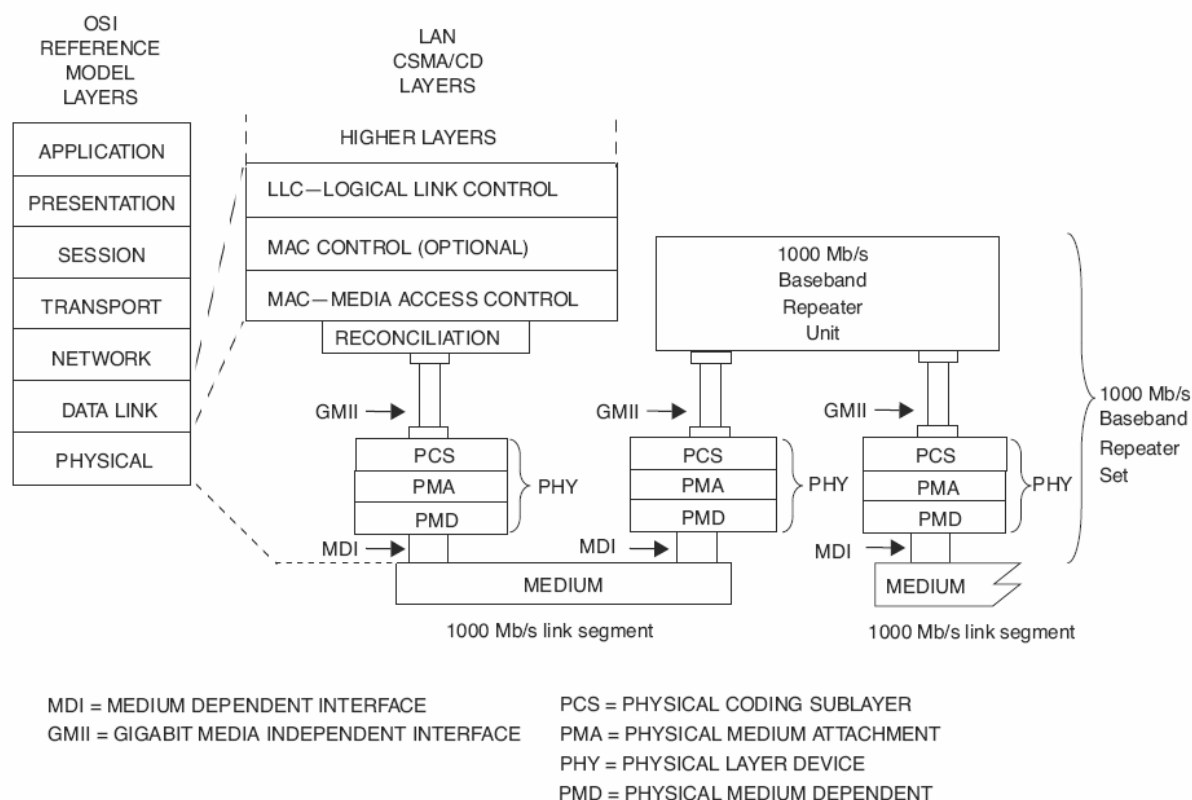 OSI
REFERENCE
MODEL
LAYERS
APPLICATION
PRESENTATION
SESSION
TRANSPORT
NETWORK
DATA LINK
PHYSICAL
LAN
CSMA/CD
LAYERS
HIGHER LAYERS
LLC—LOGICAL LINK CONTROL
MAC CONTROL (OPTIONAL)
MAC—MEDIA ACCESS CONTROL
RECONCILIATION
GMII
PCS
PMA
PMD
PHY
MDI
1000 Mb/s
Baseband
Repeater
Unit
GMII
PCS
PMA
PMD
PHY
MDI
GMII
PCS
PMA
PMD
PHY
MDI
1000 Mb/s
Baseband
Repeater
Set
MEDIUM
1000 Mb/s link segment
MEDIUM
1000 Mb/s link segment
MDI = MEDIUM DEPENDENT INTERFACE
GMII = GIGABIT MEDIA INDEPENDENT INTERFACE
PCS = PHYSICAL CODING SUBLAYER
PMA = PHYSICAL MEDIUM ATTACHMENT
PHY = PHYSICAL LAYER DEVICE
PMD = PHYSICAL MEDIUM DEPENDENT